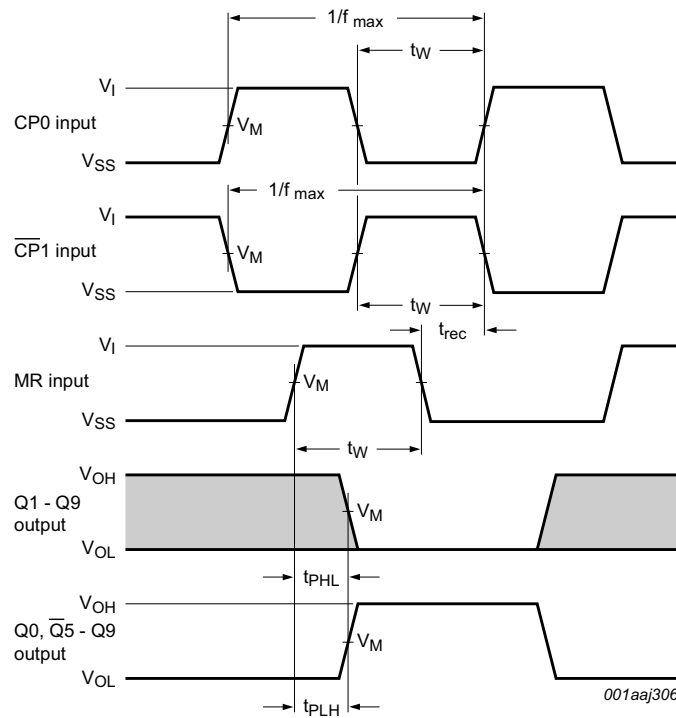 1/f max
tW
VI
CP0 input
VM
VSS
1/f max
VI
CP1 input
VM
VSS
tW
trec
VI
MR input
VM
VSS
tW
VOH
Q1 - Q9
output
VM
VOL
tPHL
VOH
Q0, Q5 - Q9
output
VM
VOL
001aaj306
tPLH